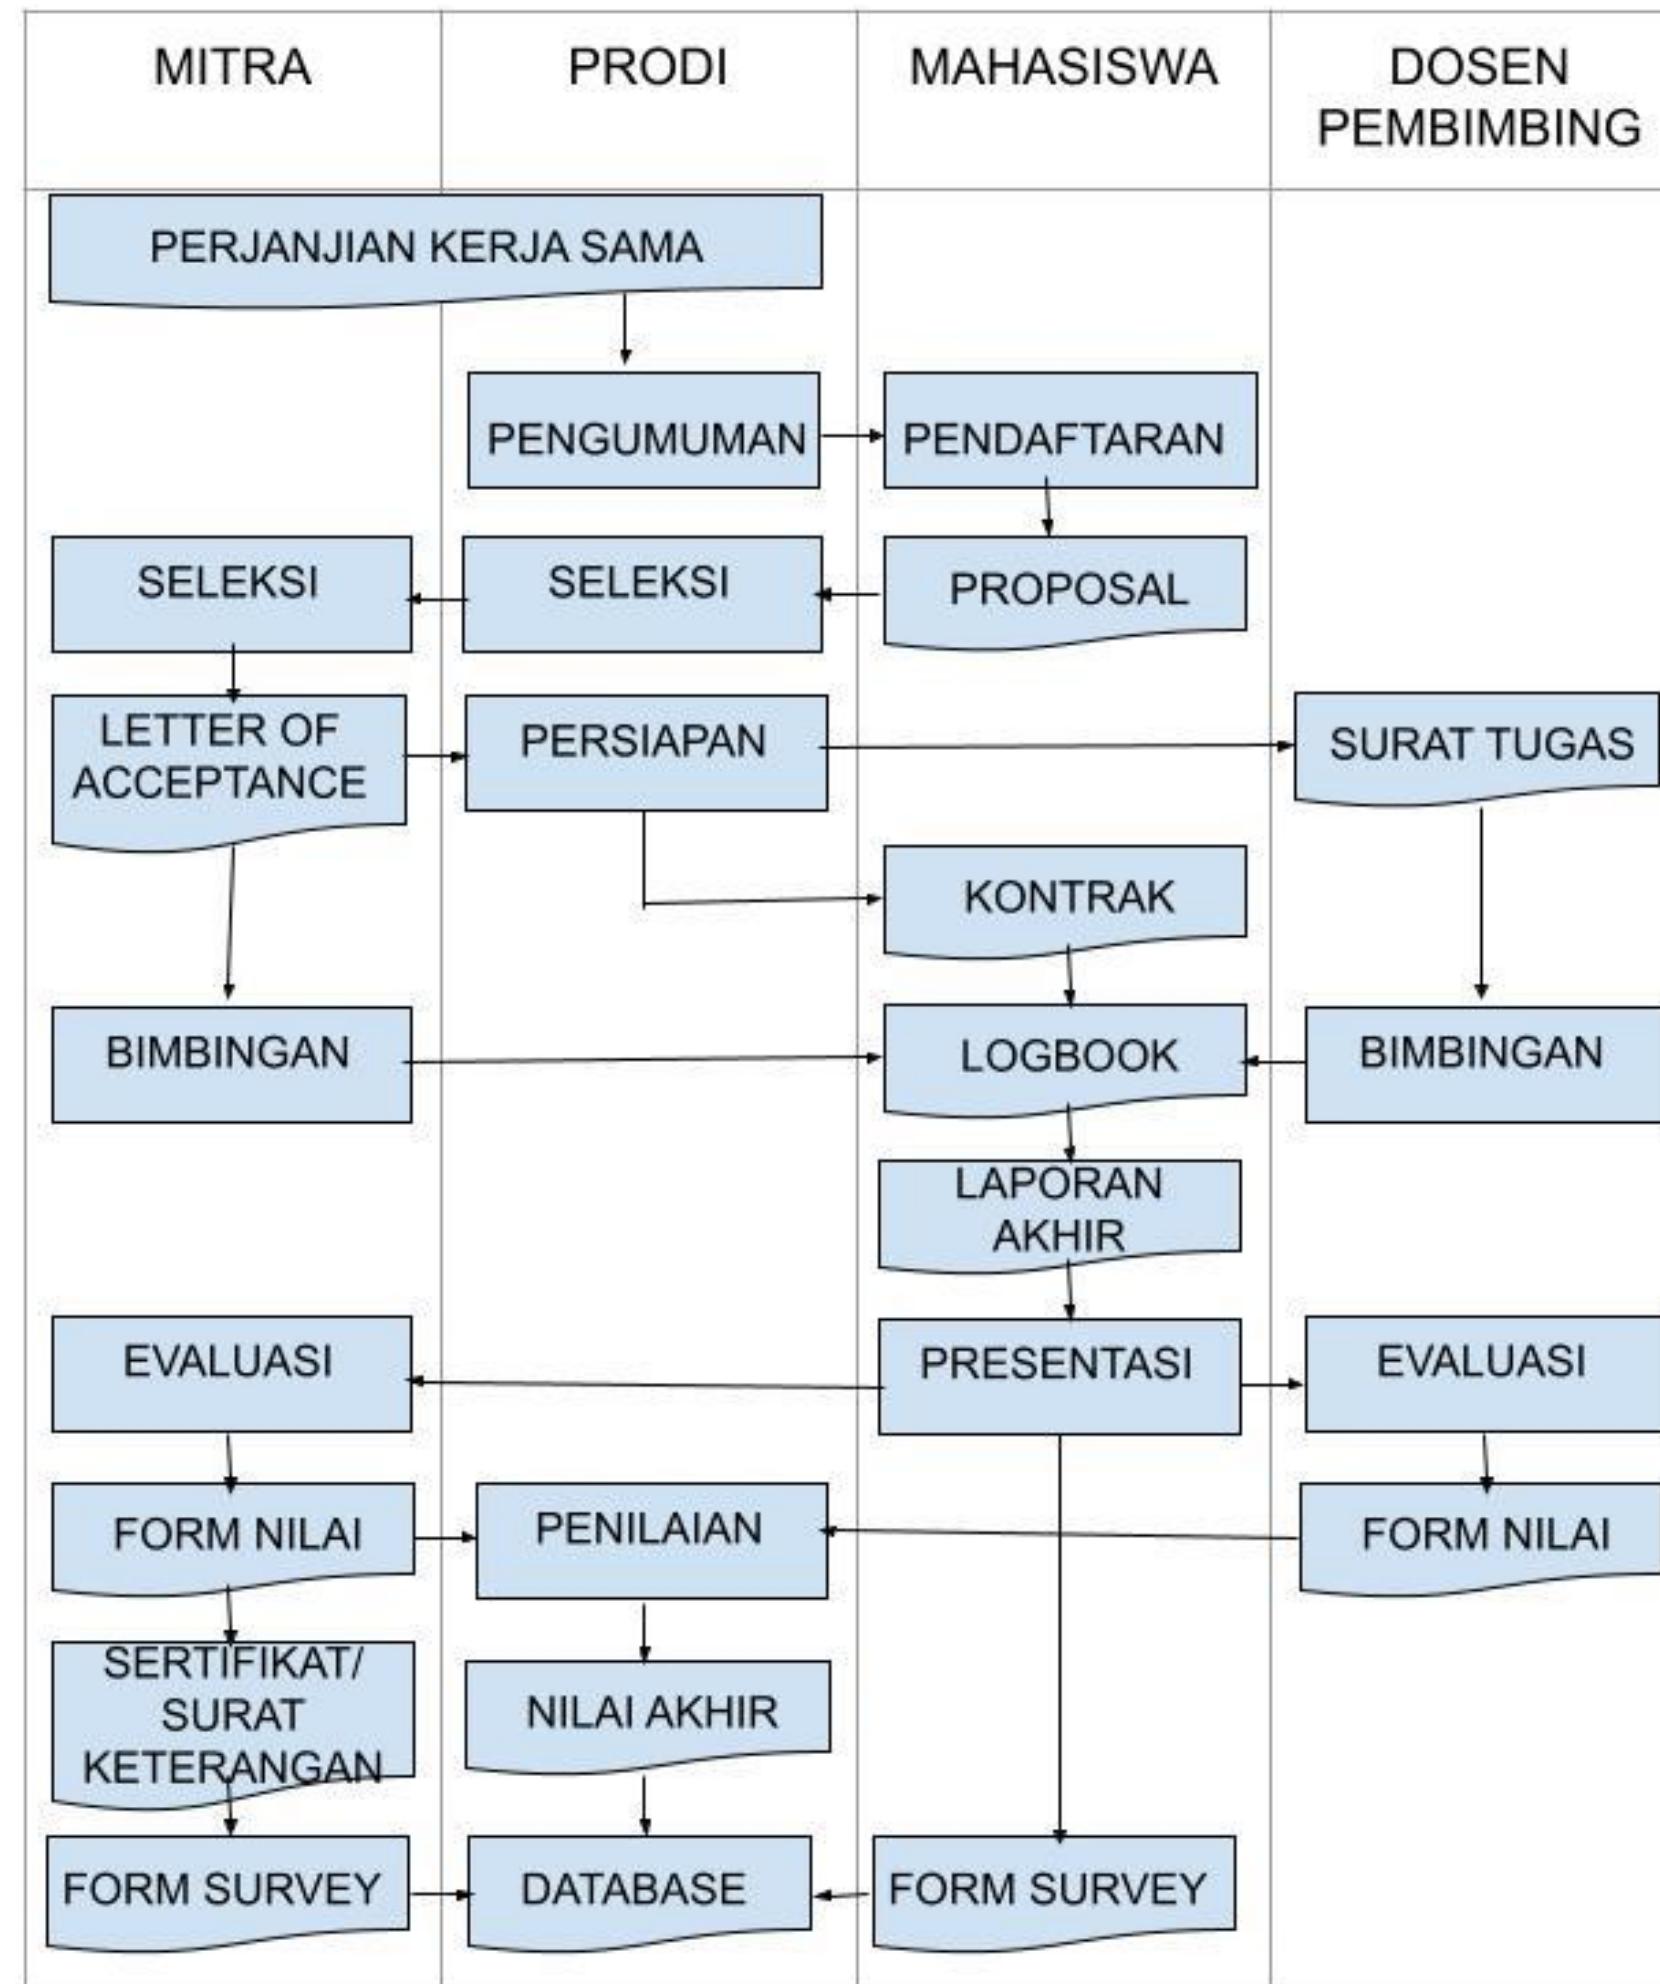 MITRA
PRODI
MAHASISWA
DOSEN
PEMBIMBING
PERJANJIAN KERJA SAMA
PENGUMUMAN
PENDAFTARAN
SELEKSI
SELEKSI
PROPOSAL
LETTER OF
ACCEPTANCE
PERSIAPAN
SURAT TUGAS
KONTRAK
BIMBINGAN
LOGBOOK
BIMBINGAN
LAPORAN
AKHIR
EVALUASI
PRESENTASI
EVALUASI
FORM NILAI
PENILAIAN
FORM NILAI
SERTIFIKAT/
SURAT
KETERANGAN
NILAI AKHIR
FORM SURVEY
DATABASE
FORM SURVEY